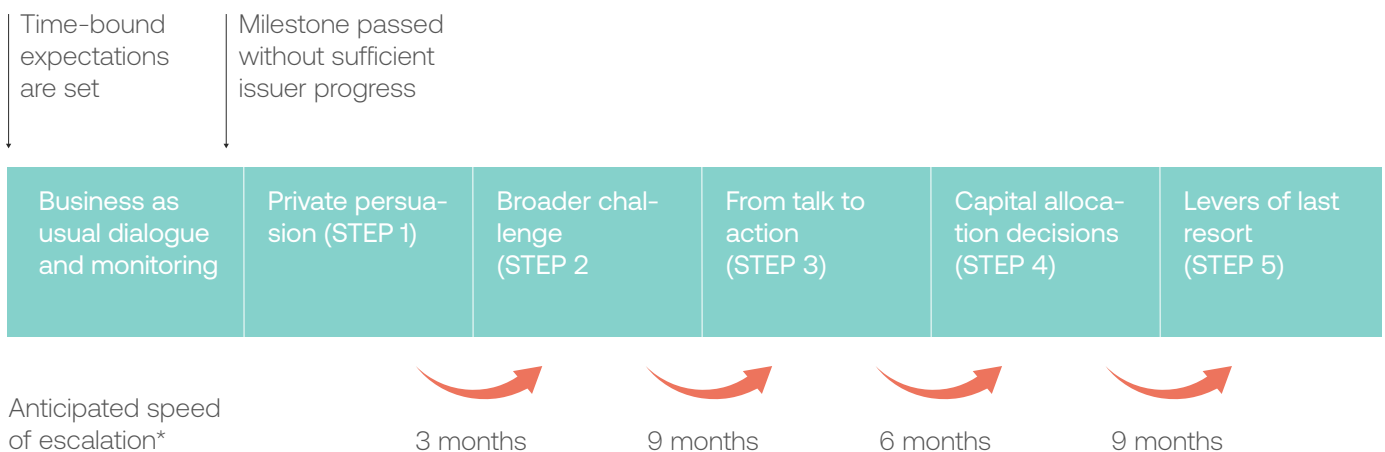 Time-bound
expectations
are set
Milestone passed
without sufficient
issuer progress
Business as
usual dialogue
and monitoring
Private persua-
sion (STEP 1)
Broader chal-
lenge
(STEP 2
From talk to
action
(STEP 3)
Capital alloca-
tion decisions
(STEP 4)
Levers of last
resort
(STEP 5)
Anticipated speed
of escalation*
3 months
9 months
6 months
9 months